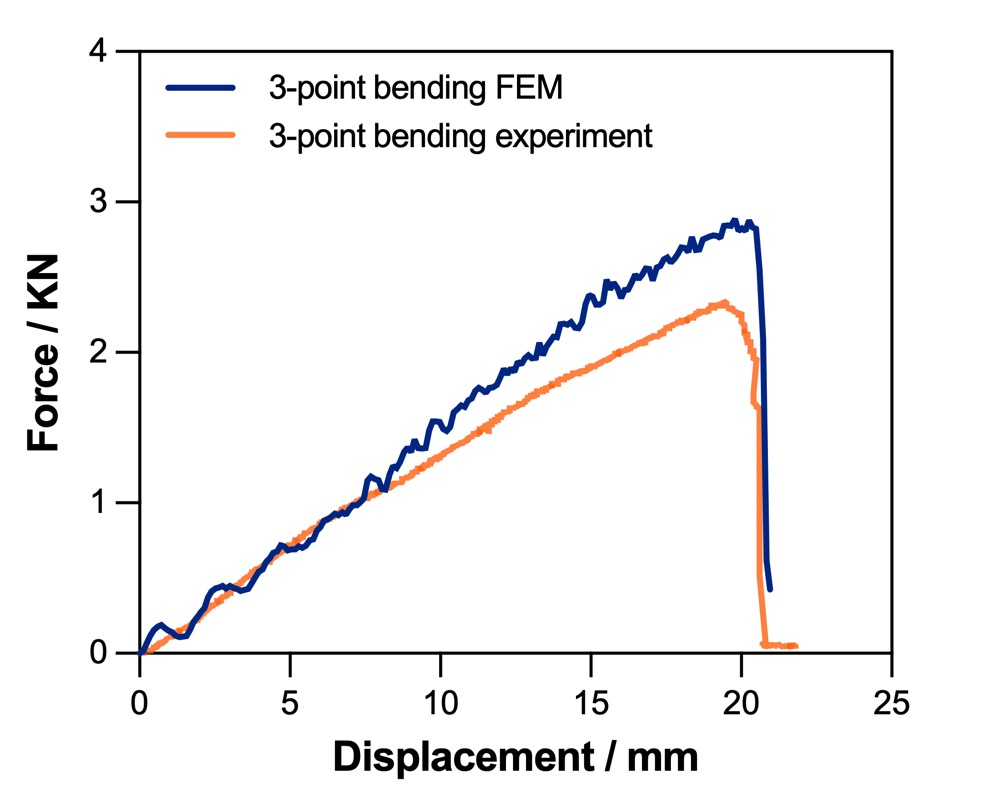 4
3-point bending FEM
3-point bending experiment
3
2
1
0
Force / KN
0 5 10 15 20 25
Displacement / mm